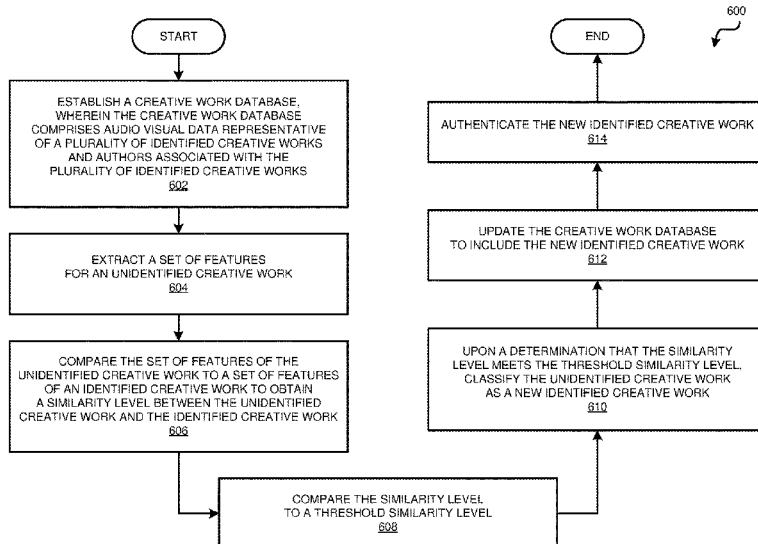 600
START
ESTABLISH A CREATIVE WORK DATABASE,
WHEREIN THE CREATIVE WORK DATABASE
COMPRISES AUDIO VISUAL DATA REPRESENTATIVE
OF A PLURALITY OF IDENTIFIED CREATIVE WORKS
AND AUTHORS ASSOCIATED WITH THE
PLURALITY OF IDENTIFIED CREATIVE WORKS
602
EXTRACT A SET OF FEATURES
FOR AN UNIDENTIFIED CREATIVE WORK
604
COMPARE THE SET OF FEATURES OF THE
UNIDENTIFIED CREATIVE WORK TO A SET OF FEATURES
OF AN IDENTIFIED CREATIVE WORK TO OBTAIN
A SIMILARITY LEVEL BETWEEN THE UNIDENTIFIED
CREATIVE WORK AND THE IDENTIFIED CREATIVE WORK
606
COMPARE THE SIMILARITY LEVEL
TO A THRESHOLD SIMILARITY LEVEL
608
UPON A DETERMINATION THAT THE SIMILARITY
LEVEL MEETS THE THRESHOLD SIMILARITY LEVEL,
CLASSIFY THE UNIDENTIFIED CREATIVE WORK
AS A NEW IDENTIFIED CREATIVE WORK
610
UPDATE THE CREATIVE WORK DATABASE
TO INCLUDE THE NEW IDENTIFIED CREATIVE WORK
612
AUTHENTICATE THE NEW IDENTIFIED CREATIVE WORK
614
END